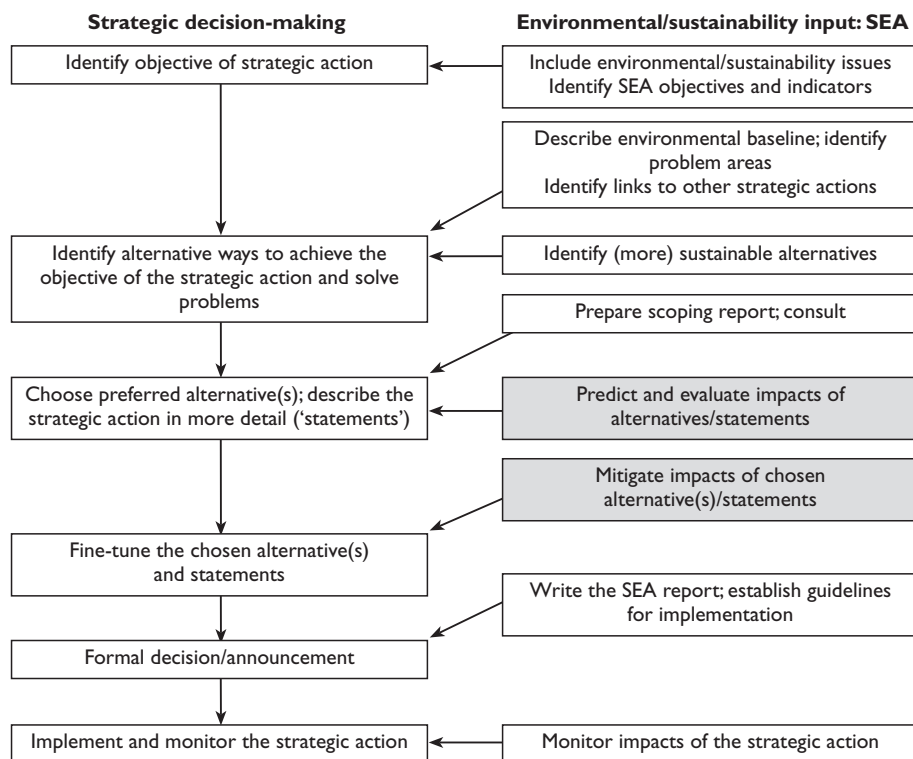 Strategic decision-making
Environmental/sustainability input: SEA
Identify objective of strategic action
Include environmental/sustainability issues
Identify SEA objectives and indicators
Describe environmental baseline; identify
problem areas
Identify links to other strategic actions
Identify alternative ways to achieve the
objective of the strategic action and solve
problems
Identify (more) sustainable alternatives
Prepare scoping report; consult
Choose preferred alternative(s); describe the
strategic action in more detail (‘statements’)
Predict and evaluate impacts of
alternatives/statements
Mitigate impacts of chosen
alternative(s)/statements
Fine-tune the chosen alternative(s)
and statements
Write the SEA report; establish guidelines
for implementation
Formal decision/announcement
Implement and monitor the strategic action
Monitor impacts of the strategic action